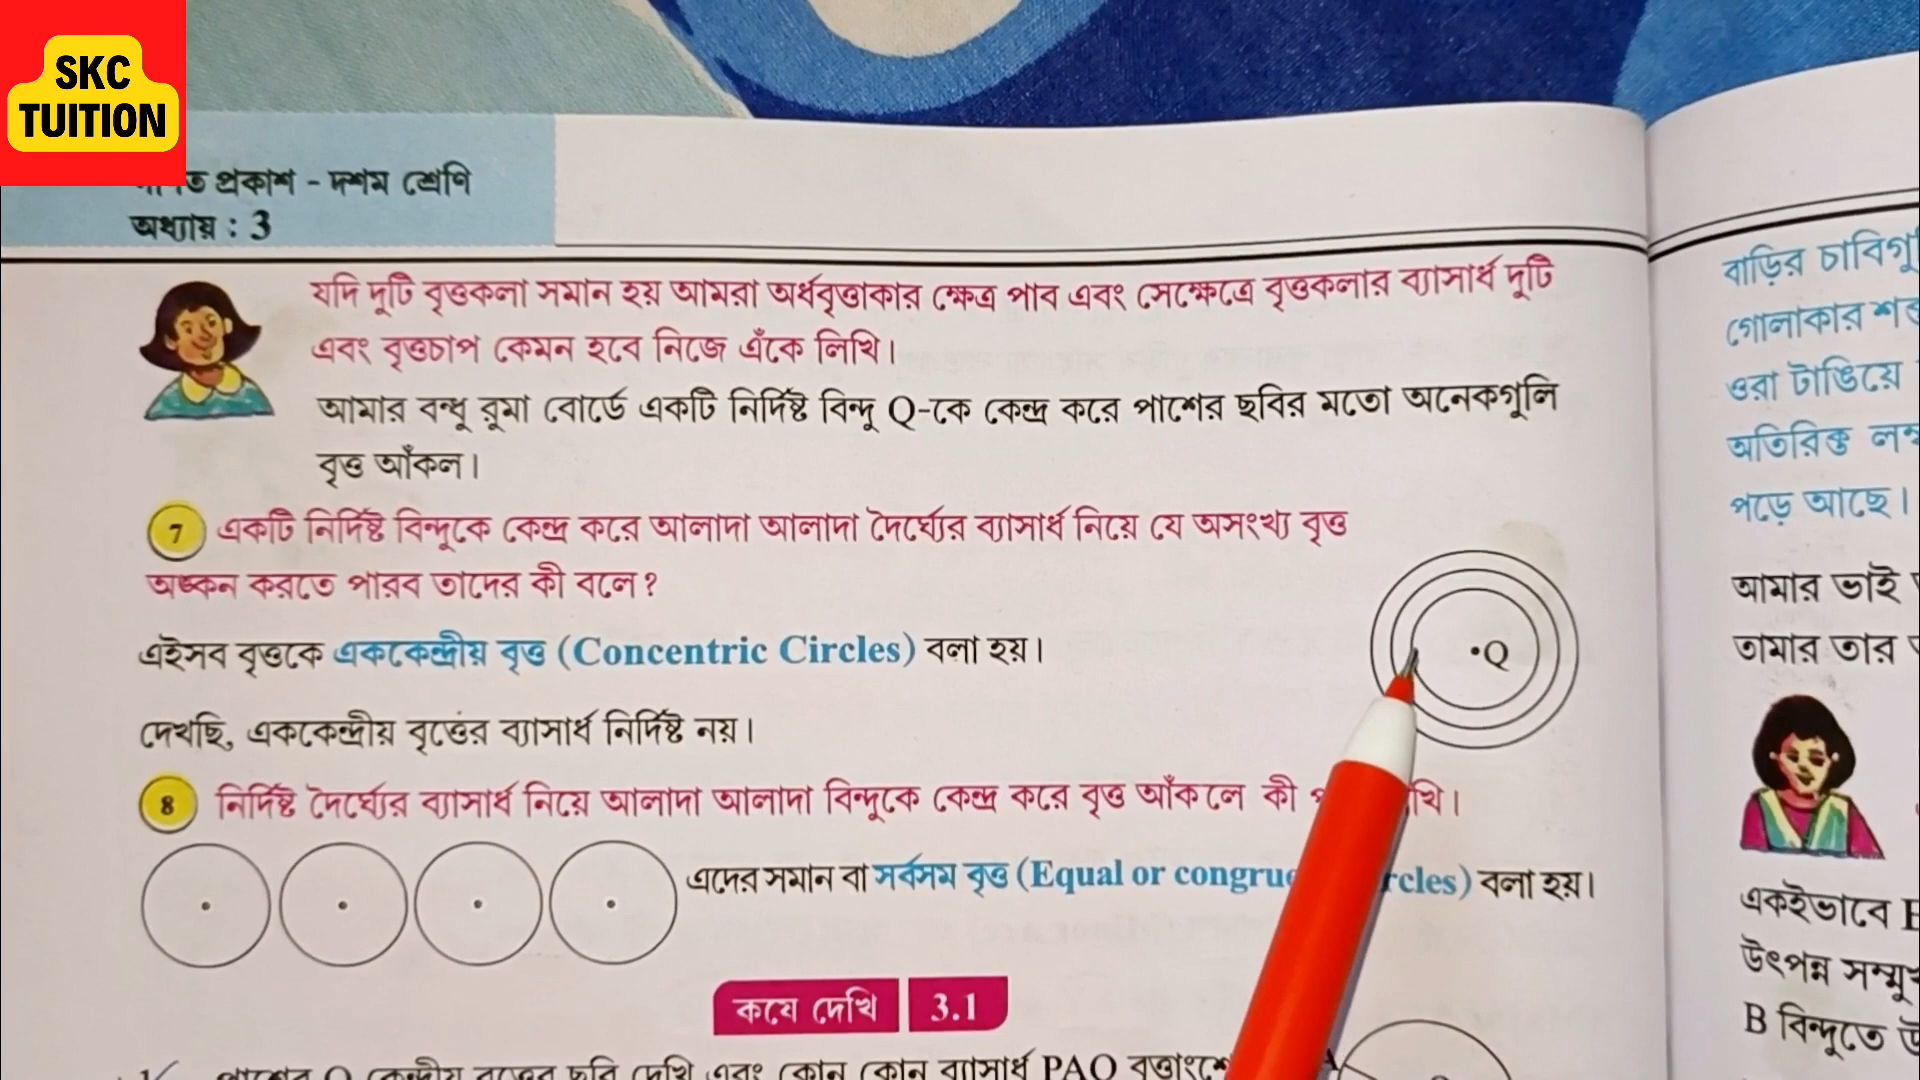 SKC
TUITION
প্রকাশ - দশম শ্রেণি
অধ্যায় : 3
যদি দুটি বৃত্তকলা সমান হয় আমরা অর্ধবৃত্তাকার ক্ষেত্র পাব এবং সেক্ষেত্রে বৃত্তকলার ব্যাসার্ধ দুটি
এবং বৃত্তচাপ কেমন হবে নিজে এঁকে লিখি।
আমার বন্ধু রুমা বোর্ডে একটি নির্দিষ্ট বিন্দু Q-কে কেন্দ্র করে পাশের ছবির মতো অনেকগুলি
বৃত্ত আঁকল।
7 একটি নির্দিষ্ট বিন্দুকে কেন্দ্র করে আলাদা আলাদা দৈর্ঘ্যের ব্যাসার্ধ নিয়ে যে অসংখ্য বৃত্ত
অঙ্কন করতে পারব তাদের কী বলে?
এইসব বৃত্তকে এককেন্দ্রীয় বৃত্ত (Concentric Circles) বলা হয়।
Q
দেখছি, এককেন্দ্রীয় বৃত্তের ব্যাসার্ধ নির্দিষ্ট নয়।
8 নির্দিষ্ট দৈর্ঘ্যের ব্যাসার্ধ নিয়ে আলাদা আলাদা বিন্দুকে কেন্দ্র করে বৃত্ত আঁকলে কী
এদের সমান বা সর্বসম বৃত্ত (Equal or বলা হয়।
কষে দেখি 3.1
পাশের O কেন্দ্রীয় বৃত্তের ছবি দেখি এবং কোন কোন ব্যাসার্ধ PAO
A
বাড়ির
গোলাকার
ওরা টাঙিয়ে
অতিরিক্ত
পড়ে আছে।
আমার ভাই
তামার তার
একইভাবে
উৎপন্ন
B বিন্দুতে